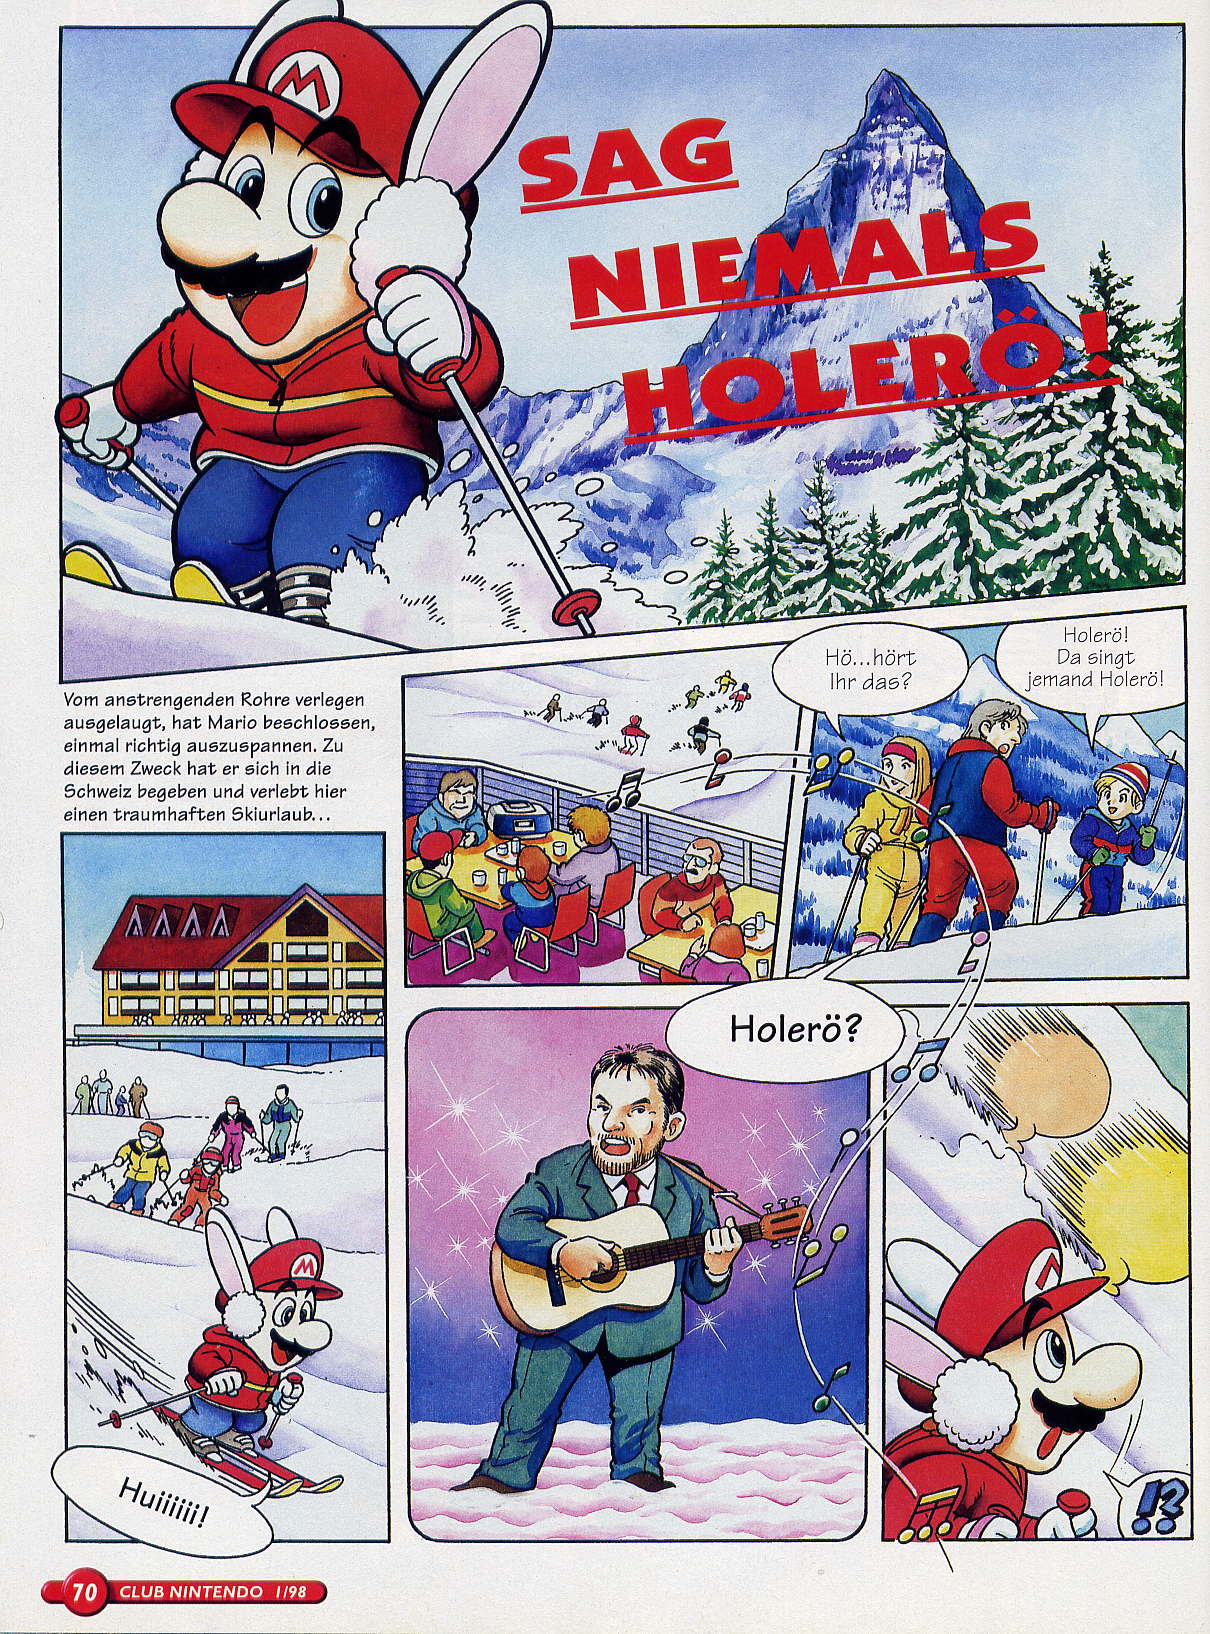 M
SAG
NIEMALS
HOLERÖ!
Vom anstrengenden Rohre verlegen
ausgelaugt, hat Mario beschlossen,
einmal richtig auszuspannen. Zu
diesem Zweck hat er sich in die
Schweiz begeben und verlebt hier
einen traumhaften Skiurlaub...
Hö...hört
Ihr das?
Holerö!
Da singt
jemand Holerö!
M
Huiiiiii!
Holerö?
M
!?
70 CLUB NINTENDO 1/98